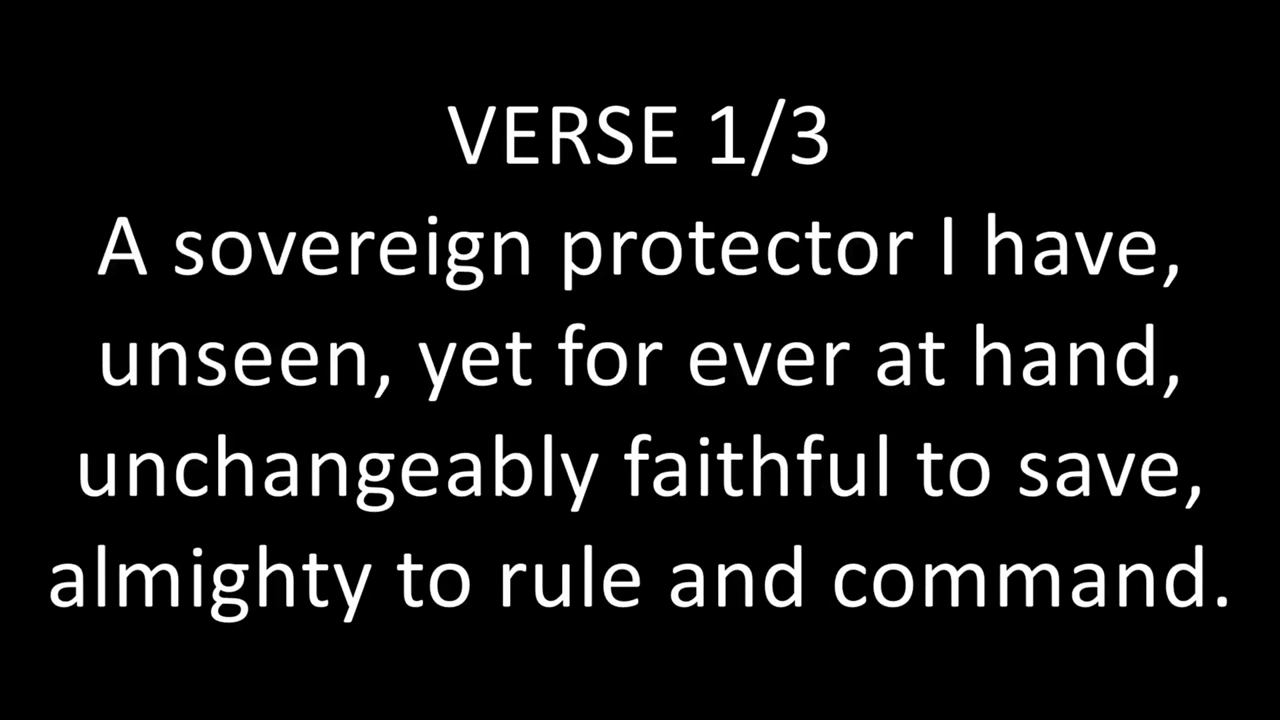 VERSE 1/3
A sovereign protector I have,
unseen, yet for ever at hand,
unchangeably faithful to save,
almighty to rule and command.